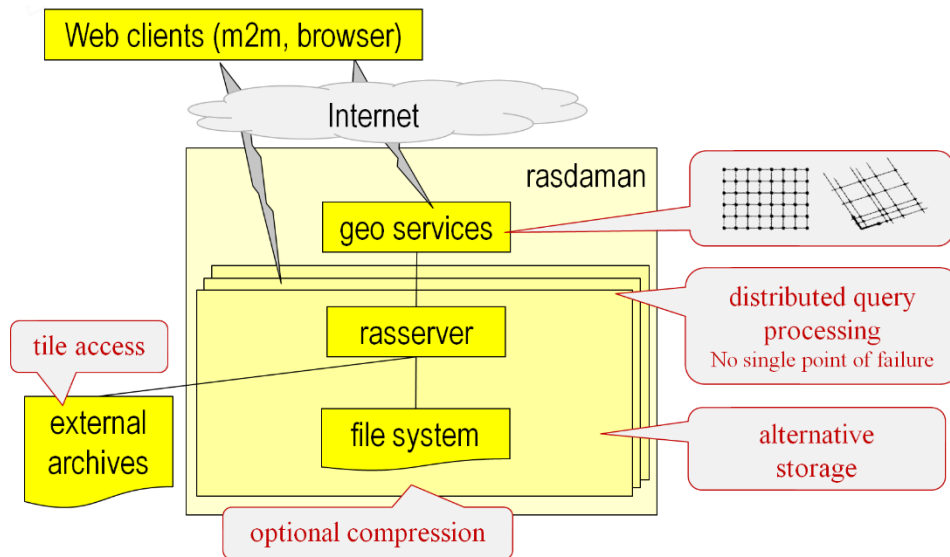 Web clients (m2m, browser)
Internet
rasdaman
geo services
distributed query
processing
No single point of failure
rasserver
tile access
external
archives
file system
alternative
storage
optional compression